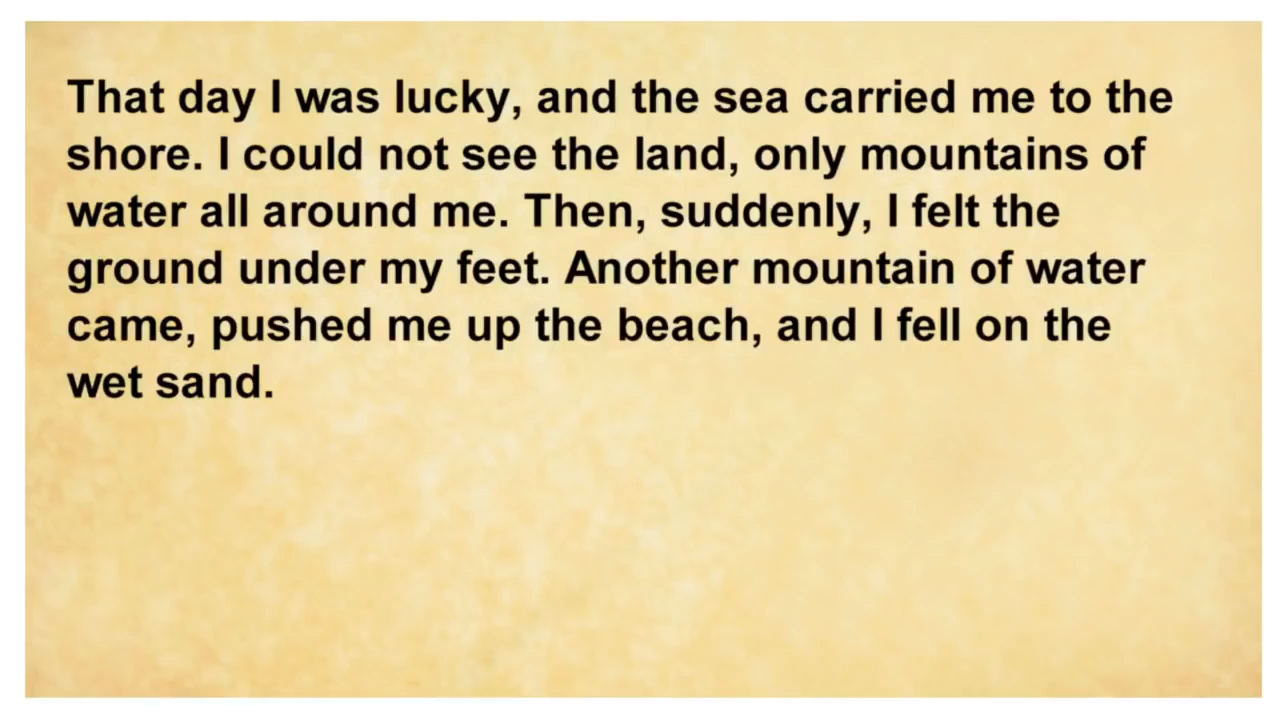 That day I was lucky, and the sea carried me to the
shore. I could not see the land, only mountains of
water all around me. Then, suddenly, I felt the
ground under my feet. Another mountain of water
came, pushed me up the beach, and I fell on the
wet sand.